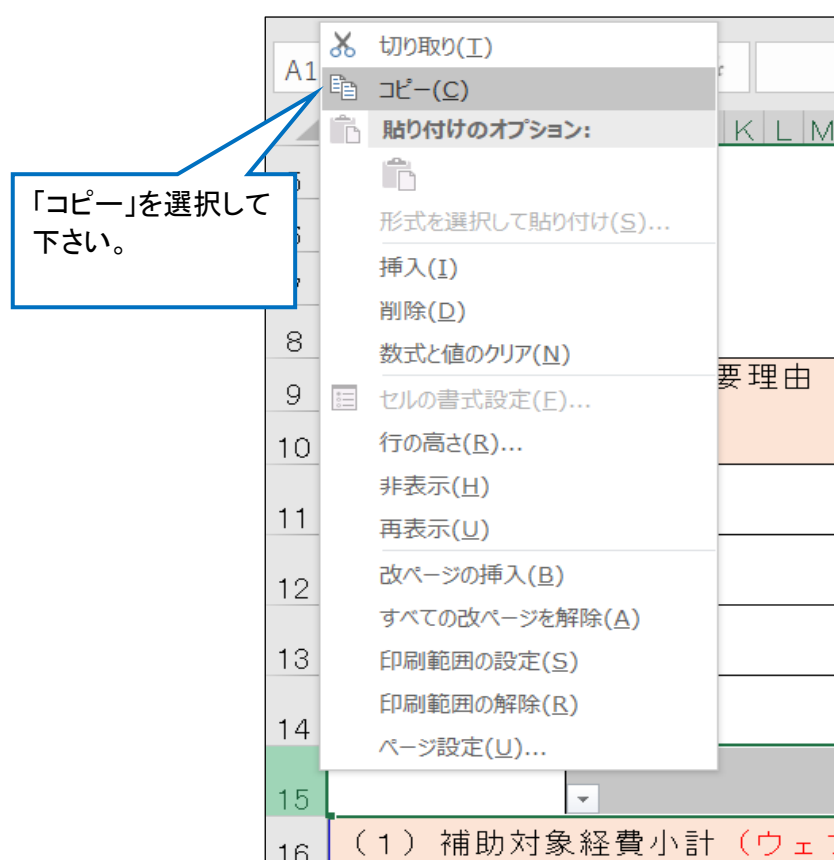 A1
切り取り(T)
コピー(C)
貼り付けのオプション:
K L M
「コピー」を選択して
下さい。
形式を選択して貼り付け(S)...
挿入(I)
削除(D)
数式と値のクリア(N)
8
9
要理由
セルの書式設定(F)...
10
行の高さ(R)...
非表示(H)
11
再表示(U)
改ページの挿入(B)
12
すべての改ページを解除(A)
13
印刷範囲の設定(S)
印刷範囲の解除(R)
14
ページ設定(U)...
15
16
（1）補助対象経費小計（ウェブ